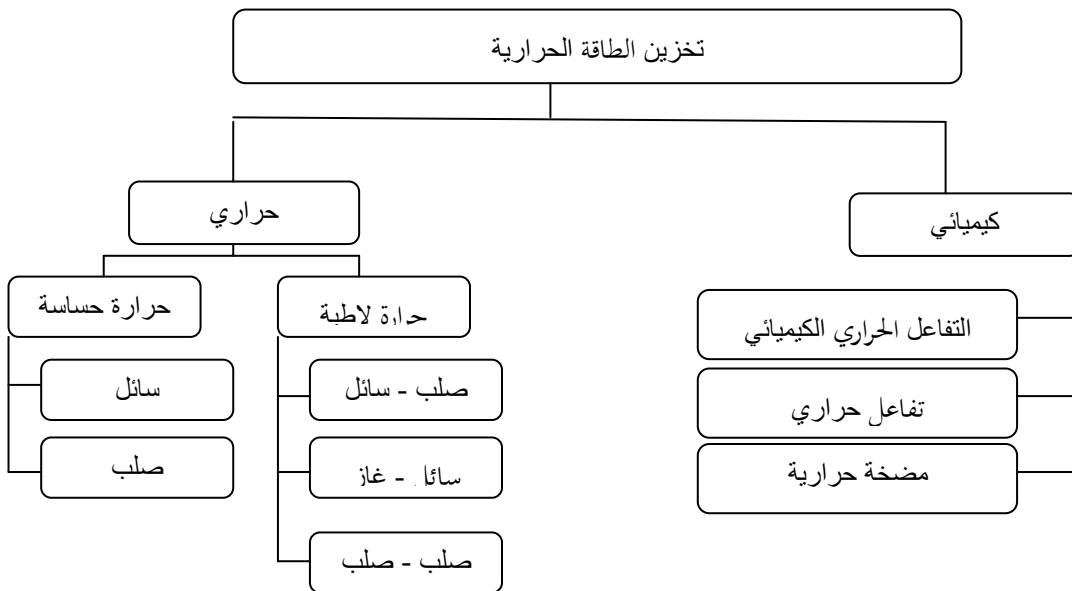 تخزين الطاقة الحرارية
حراري
كيميائي
حرارة حساسة
حرارة لاطية
سائل
صلب
صلب - سائل
سائل - غاز
صلب - صلب
التفاعل الحراري الكيميائي
تفاعل حراري
مضخة حرارية